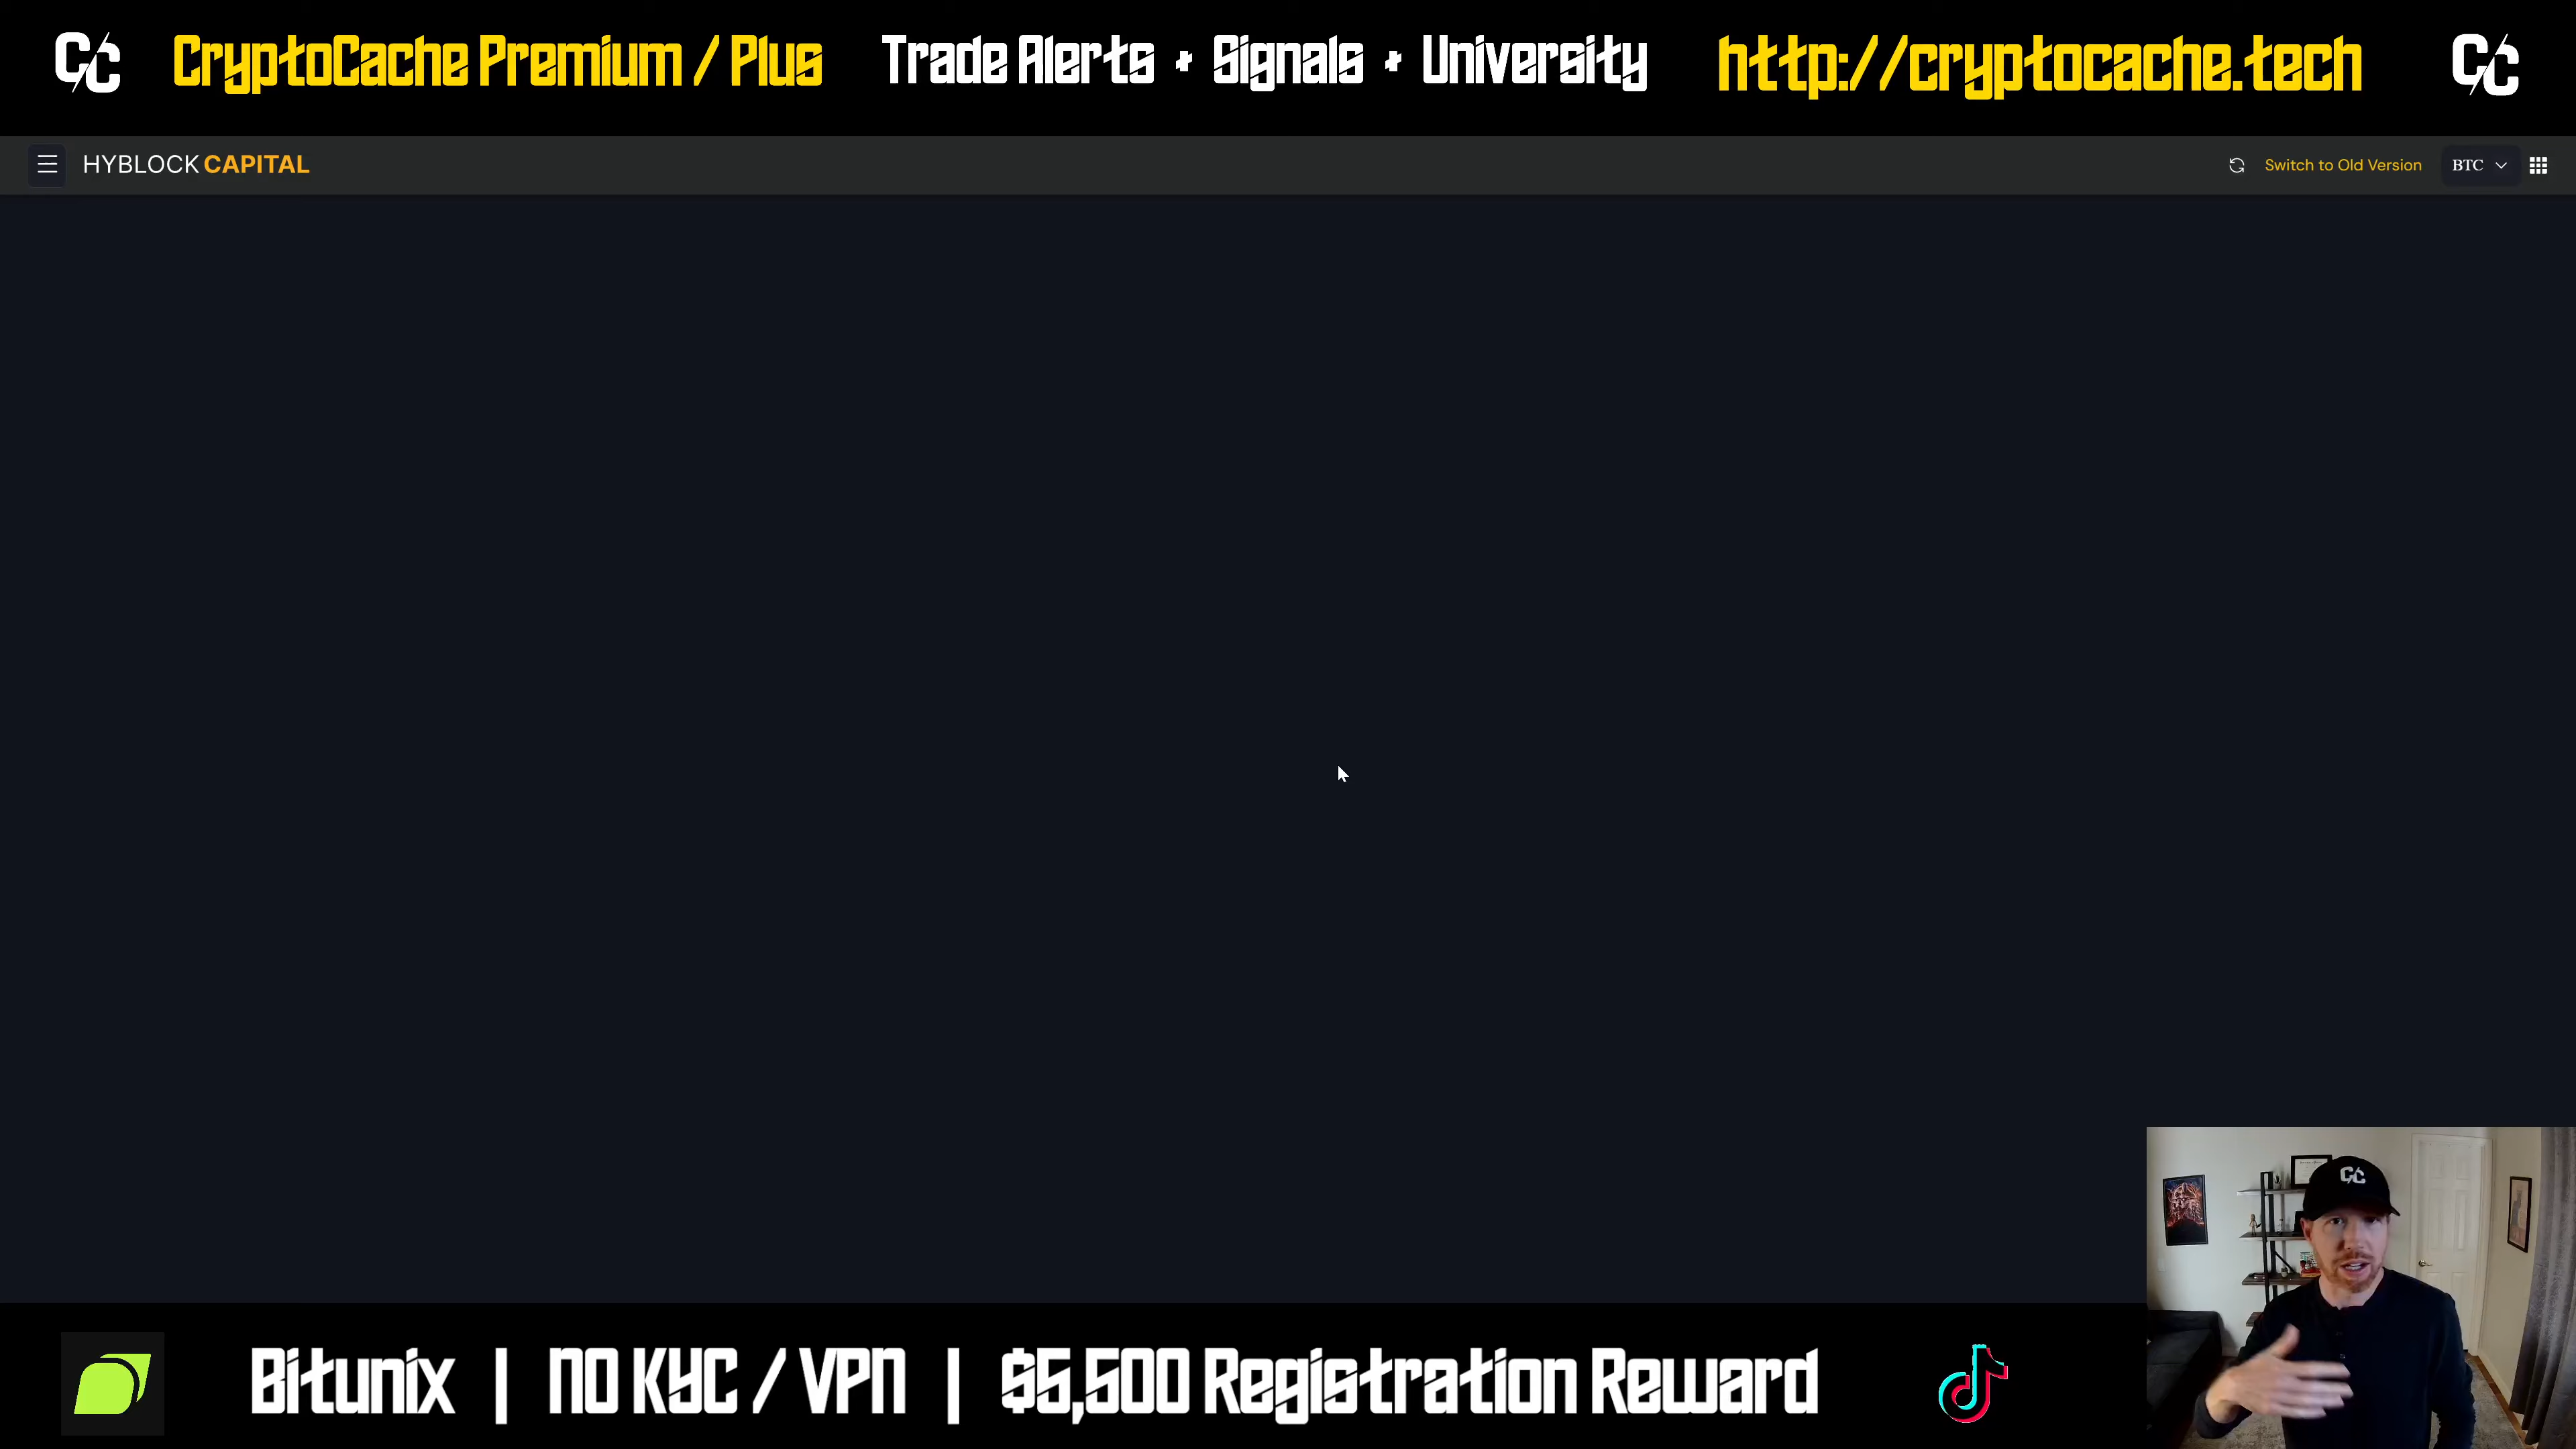 CC CryptoCache Premium / Plus Trade Alerts + Signals + University http://cryptocache.tech CC
HYBLOCK CAPITAL Switch to Old Version BTC
CC
Bitunix | NO KYC / VPN | $5,500 Registration Reward